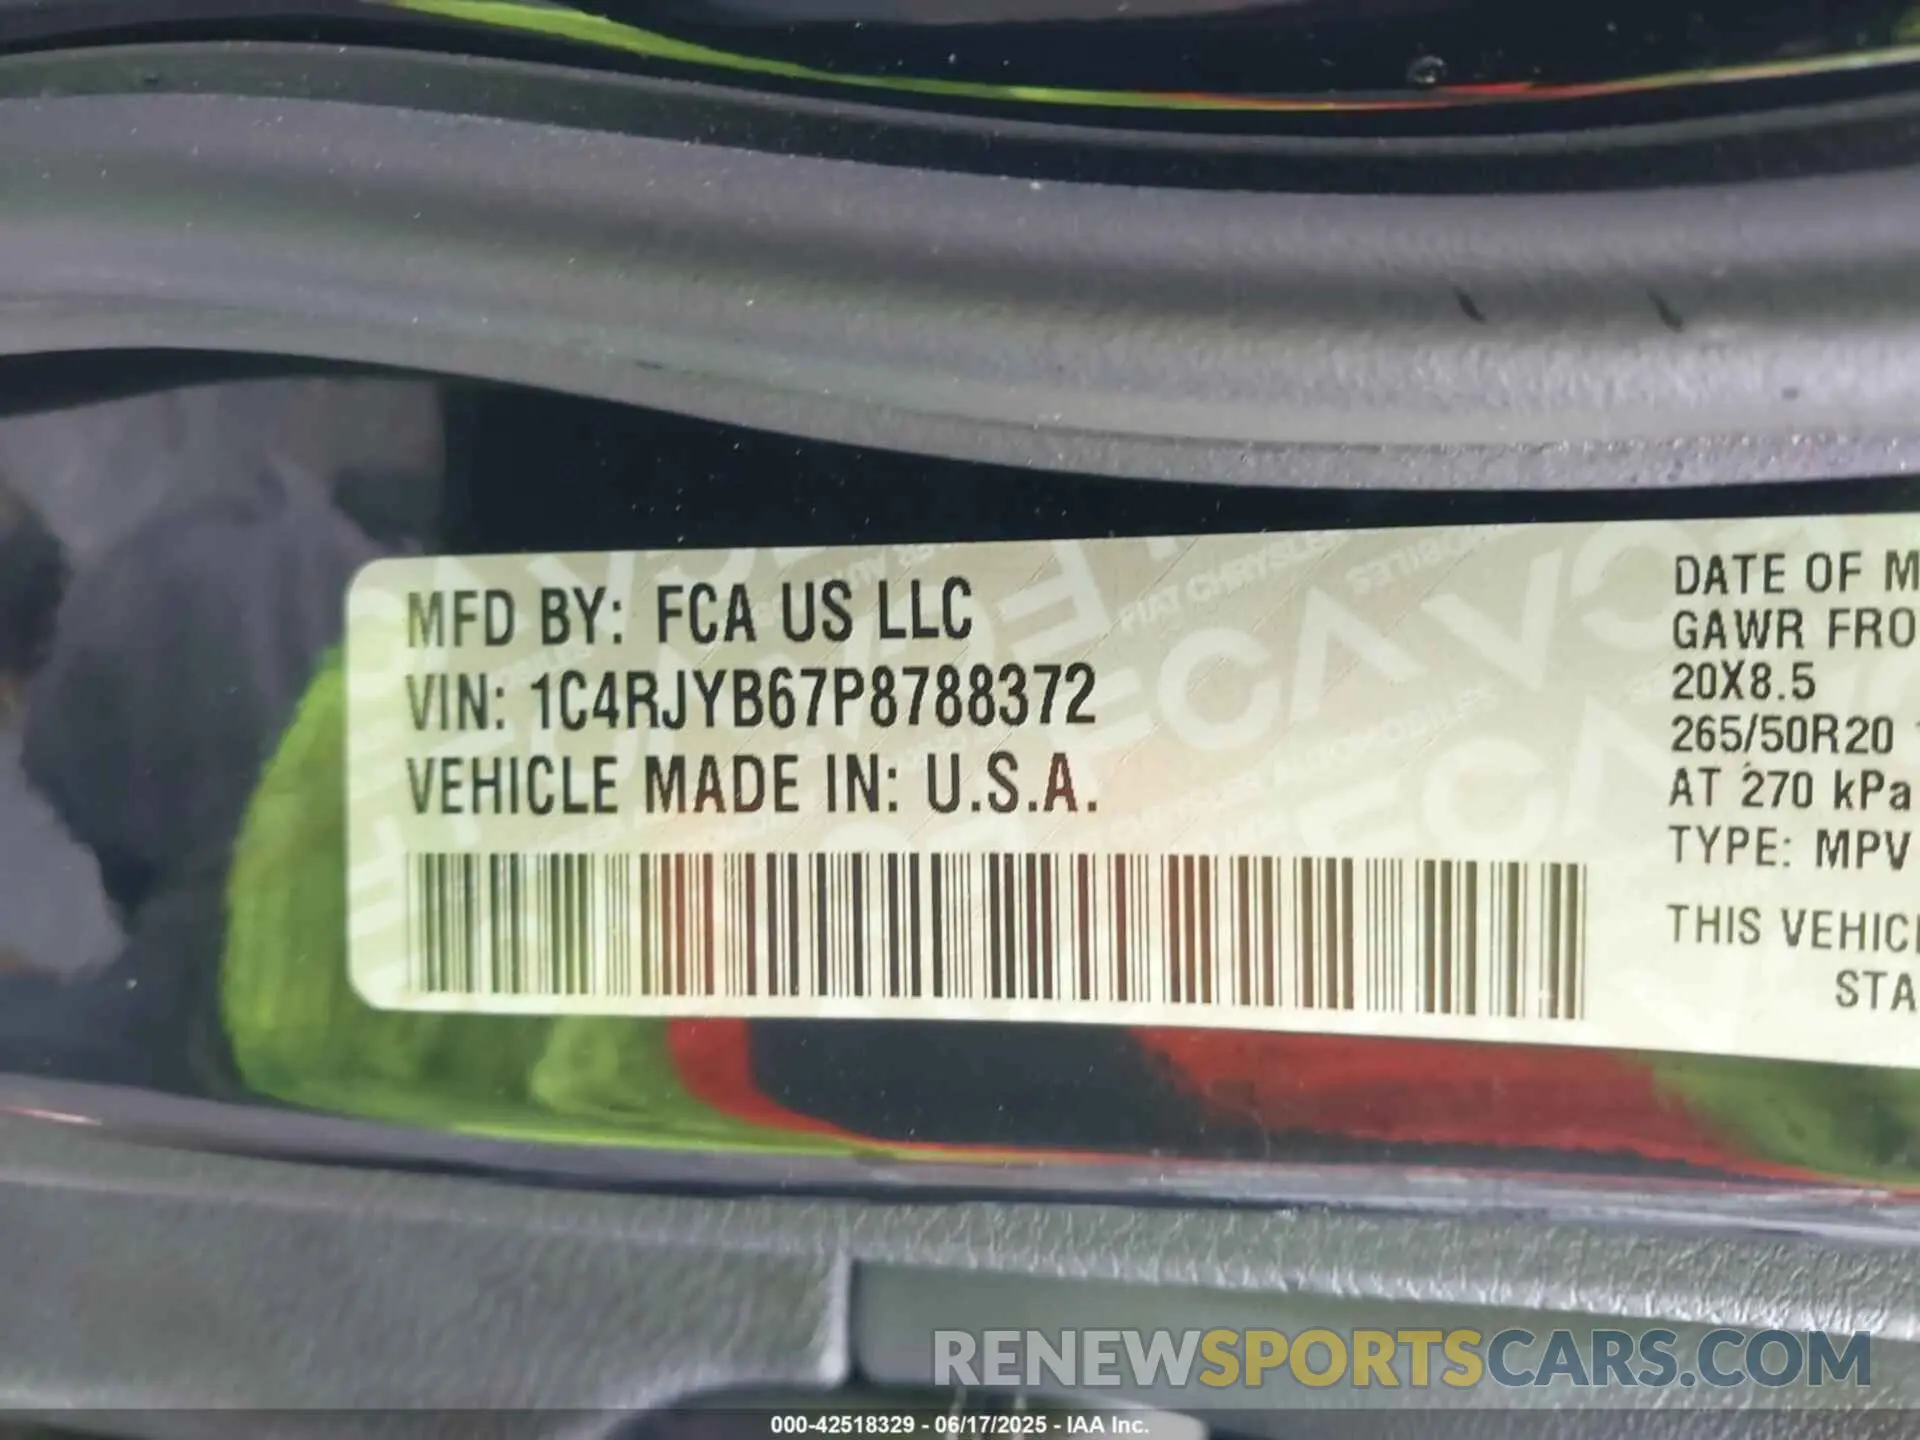 MFD BY: FCA US LLC
VIN: 1C4RJYB67P8788372
VEHICLE MADE IN: U.S.A.
DATE OF M
GAWR FRO
20X8.5
265/50R20
AT 270 kPa
TYPE: MPV
THIS VEHICL
STA
RENEWSPORTSCARS.COM
000-42518329 - 06/17/2025 - IAA Inc.